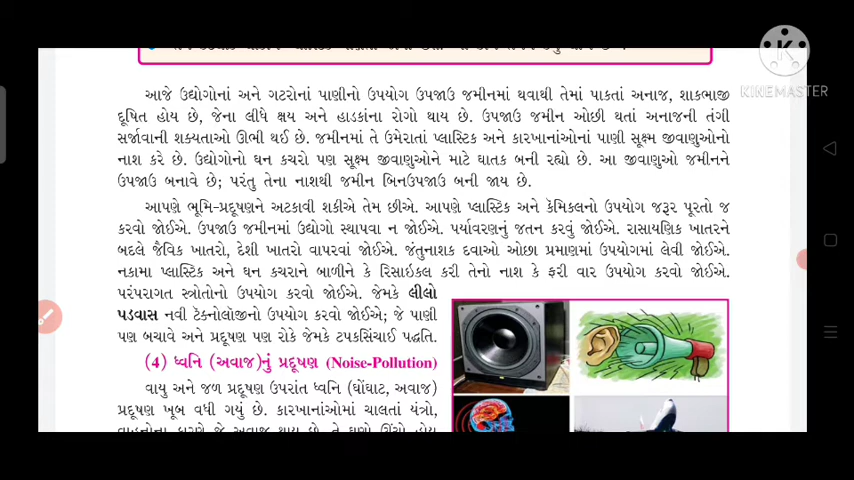 KINEMASTER
આજે ઉદ્યોગોનાં અને ગટરોનાં પાણીનો ઉપયોગ ઉપજાઉ જમીનમાં થવાથી તેમાં પાકતાં અનાજ, શાકભાજી
દૂષિત હોય છે, જેના લીધે ક્ષય અને હાડકાંના રોગો થાય છે. ઉપજાઉ જમીન ઓછી થતાં અનાજની તંગી
સર્જાવાની શક્યતાઓ ઊભી થઈ છે. જમીનમાં તે ઉમેરાતાં પ્લાસ્ટિક અને કારખાનાંઓનાં પાણી સૂક્ષ્મ જીવાણુઓનો
નાશ કરે છે. ઉદ્યોગોનો ઘન કચરો પણ સૂક્ષ્મ જીવાણુઓને માટે ઘાતક બની રહ્યો છે. આ જીવાણુઓ જમીનને
ઉપજાઉ બનાવે છે; પરંતુ તેના નાશથી જમીન બિનઉપજાઉ બની જાય છે.
આપણે ભૂમિ-પ્રદૂષણને અટકાવી શકીએ તેમ છીએ. આપણે પ્લાસ્ટિક અને કૅમિકલનો ઉપયોગ જરૂર પૂરતો જ
કરવો જોઈએ. ઉપજાઉ જમીનમાં ઉદ્યોગો સ્થાપવા ન જોઈએ. પર્યાવરણનું જતન કરવું જોઈએ. રાસાયણિક ખાતરને
બદલે જૈવિક ખાતરો, દેશી ખાતરો વાપરવાં જોઈએ. જંતુનાશક દવાઓ ઓછા પ્રમાણમાં ઉપયોગમાં લેવી જોઈએ.
નકામા પ્લાસ્ટિક અને ઘન કચરાને બાળીને કે રિસાઇકલ કરી તેનો નાશ કે ફરી વાર ઉપયોગ કરવો જોઈએ.
પરંપરાગત સ્ત્રોતોનો ઉપયોગ કરવો જોઈએ. જેમકે લીલો
પડવાસ નવી ટેક્નોલૉજીનો ઉપયોગ કરવો જોઈએ; જે પાણી
પણ બચાવે અને પ્રદૂષણ પણ રોકે જેમકે ટપકસિંચાઈ પદ્ધતિ.
(4) ધ્વનિ (અવાજ)નું પ્રદૂષણ (Noise-Pollution)
વાયુ અને જળ પ્રદૂષણ ઉપરાંત ધ્વનિ (ઘોંઘાટ, અવાજ)
પ્રદૂષણ ખૂબ વધી ગયું છે. કારખાનાંઓમાં ચાલતાં યંત્રો,